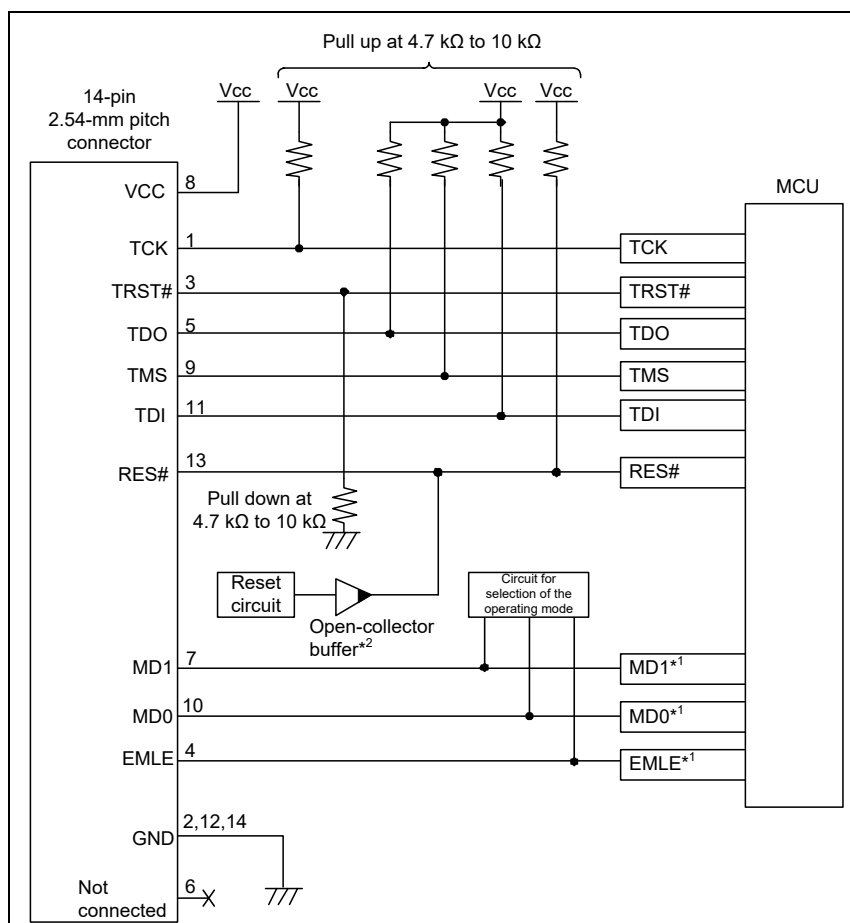 Pull up at 4.7 kΩ to 10 kΩ
Vcc Vcc Vcc Vcc
14-pin
2.54-mm pitch
connector
MCU
VCC 8
TCK 1 TCK
TRST# 3 TRST#
TDO 5 TDO
TMS 9 TMS
TDI 11 TDI
RES# 13 RES#
Pull down at
4.7 kΩ to 10 kΩ
Circuit for
selection of the
operating mode
Reset
circuit
Open-collector
buffer*2
MD1 7 MD1*1
MD0 10 MD0*1
EMLE 4 EMLE*1
GND 2,12,14
Not
connected
6